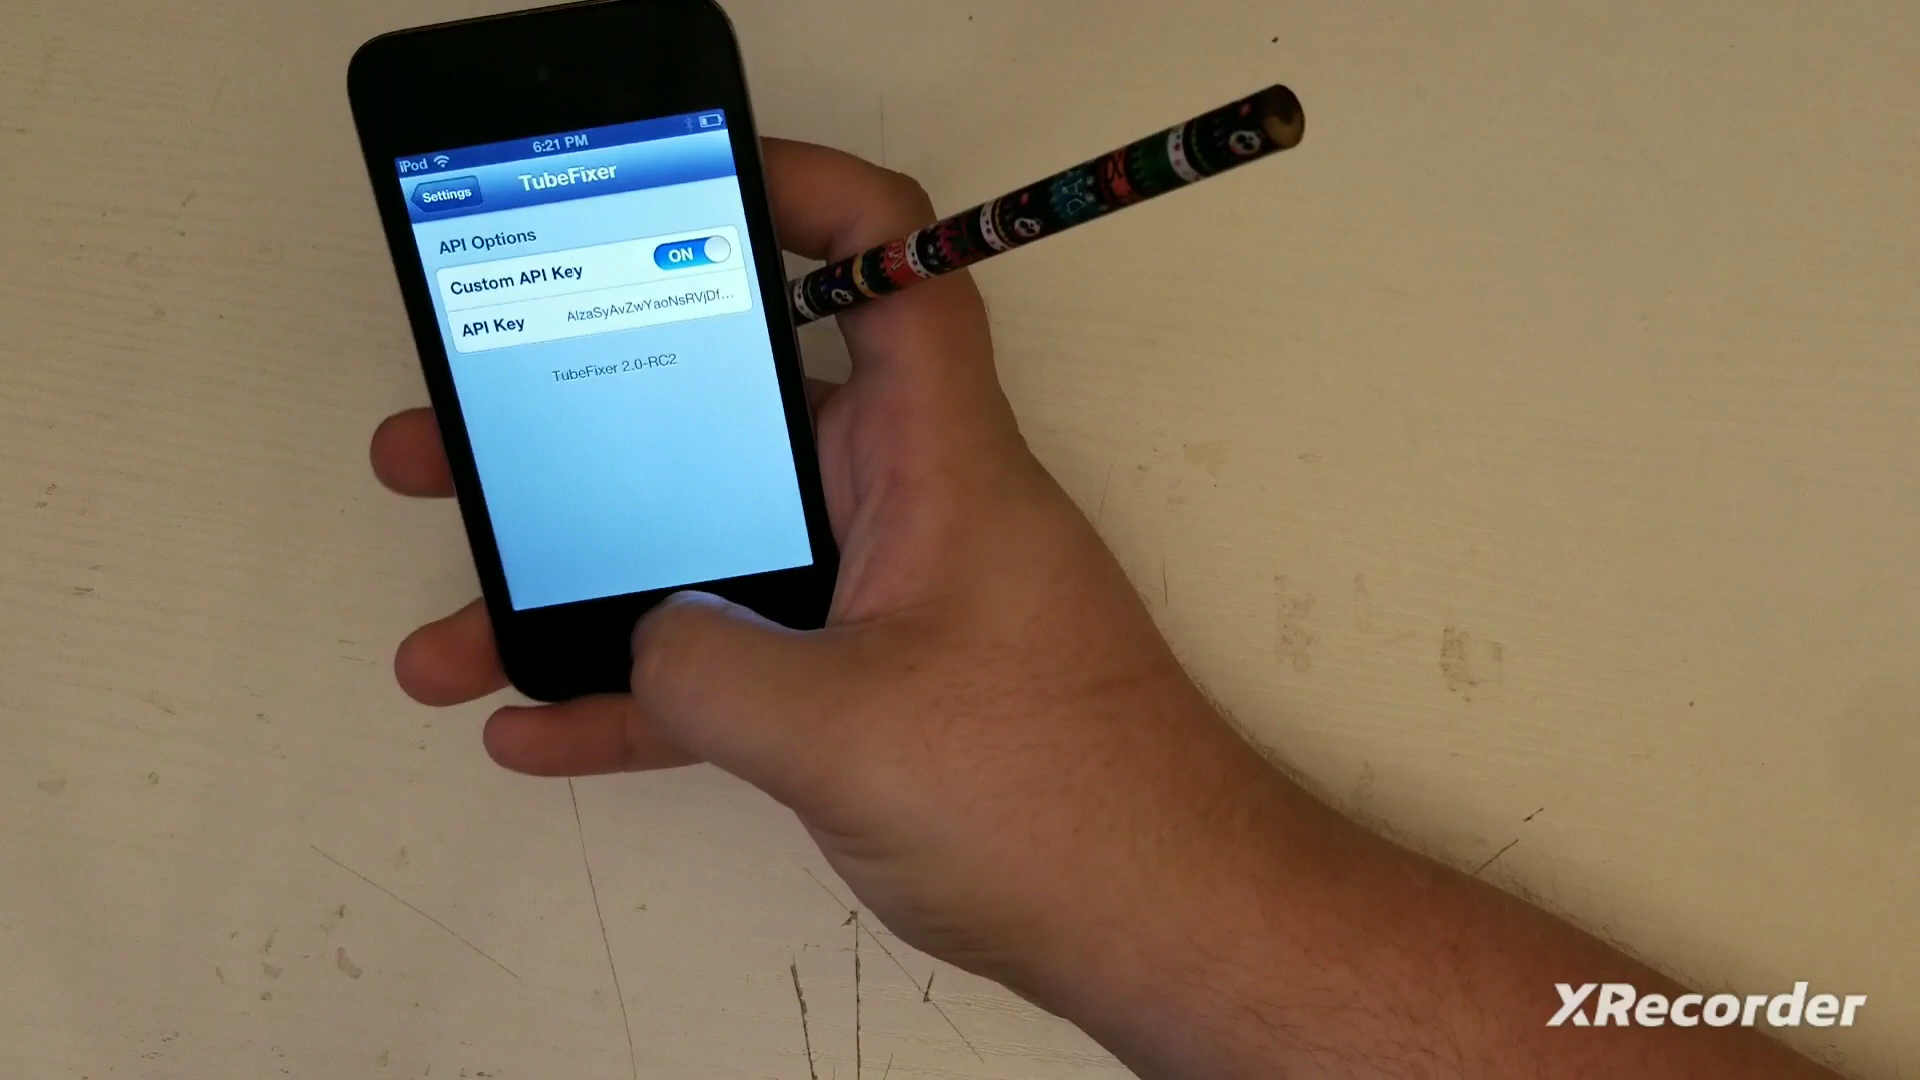 iPod
6:21 PM
Settings
TubeFixer
API Options
Custom API Key
ON
API Key
AIzaSyAvZwYaoNsRVjDf...
TubeFixer 2.0-RC2
XRecorder